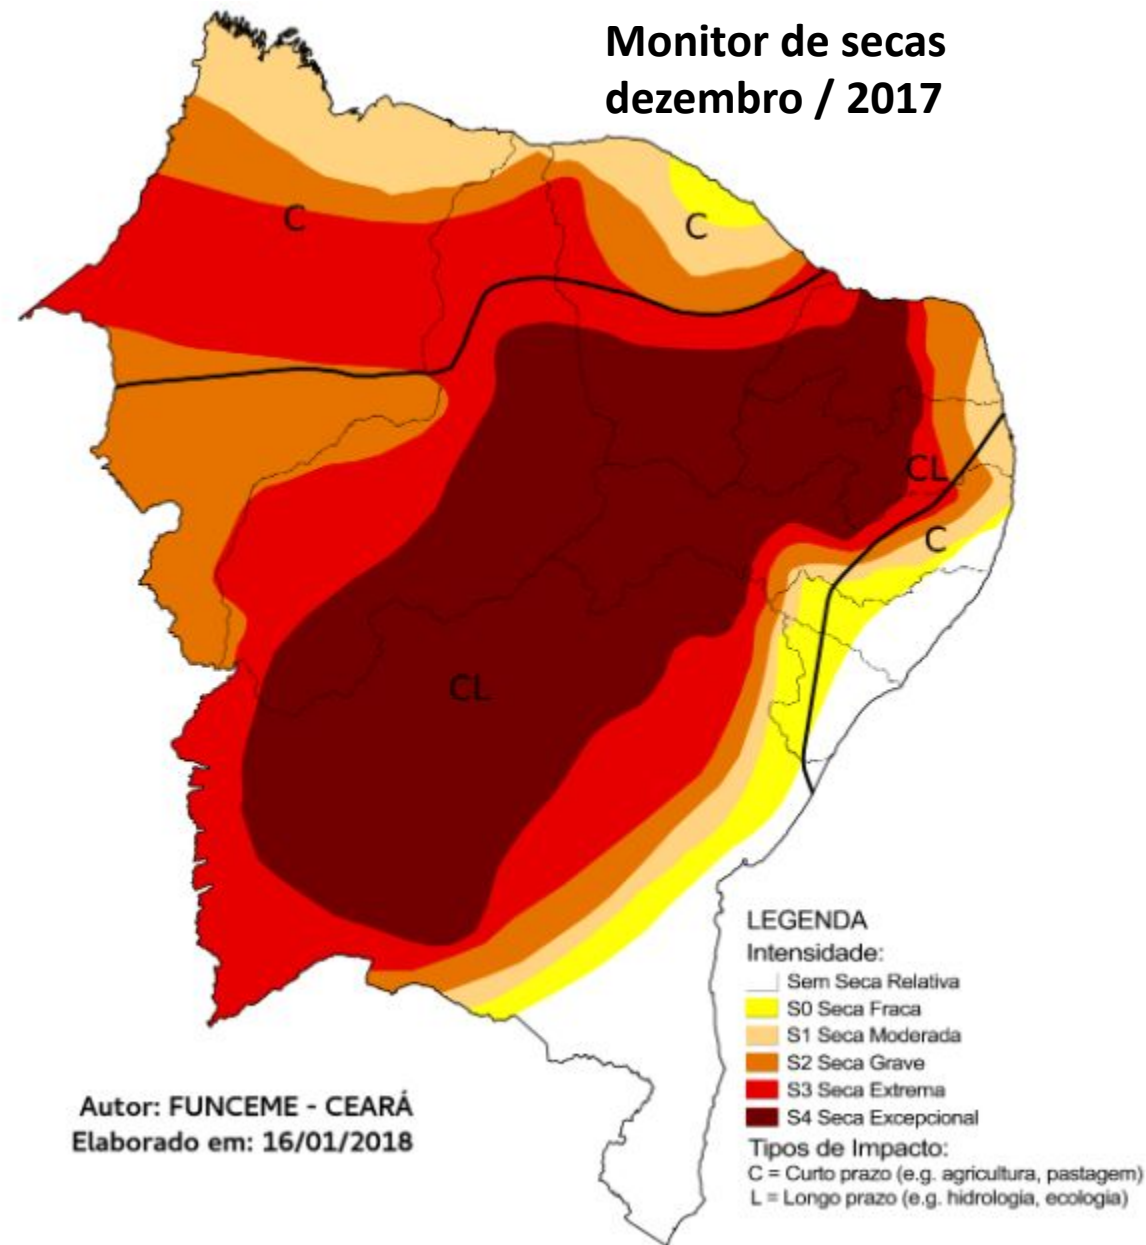 Monitor de secas
dezembro / 2017
C
C
CL
C
CL
LEGENDA
Intensidade:
Sem Seca Relativa
S0 Seca Fraca
S1 Seca Moderada
S2 Seca Grave
S3 Seca Extrema
S4 Seca Excepcional
Tipos de Impacto:
C = Curto prazo (e.g. agricultura, pastagem)
L = Longo prazo (e.g. hidrologia, ecologia)
Autor: FUNCEME - CEARÁ
Elaborado em: 16/01/2018